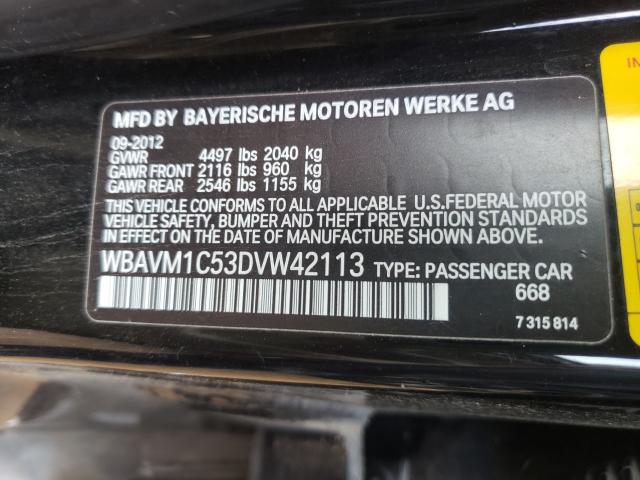 MFD BY BAYERISCHE MOTOREN WERKE AG
09-2012
GVWR 4497 lbs 2040 kg
GAWR FRONT 2116 lbs 960 kg
GAWR REAR 2546 lbs 1155 kg
THIS VEHICLE CONFORMS TO ALL APPLICABLE U.S.FEDERAL MOTOR
VEHICLE SAFETY, BUMPER AND THEFT PREVENTION STANDARDS
IN EFFECT ON THE DATE OF MANUFACTURE SHOWN ABOVE.
WBAVM1C53DVW42113 TYPE: PASSENGER CAR
668
7 315 814